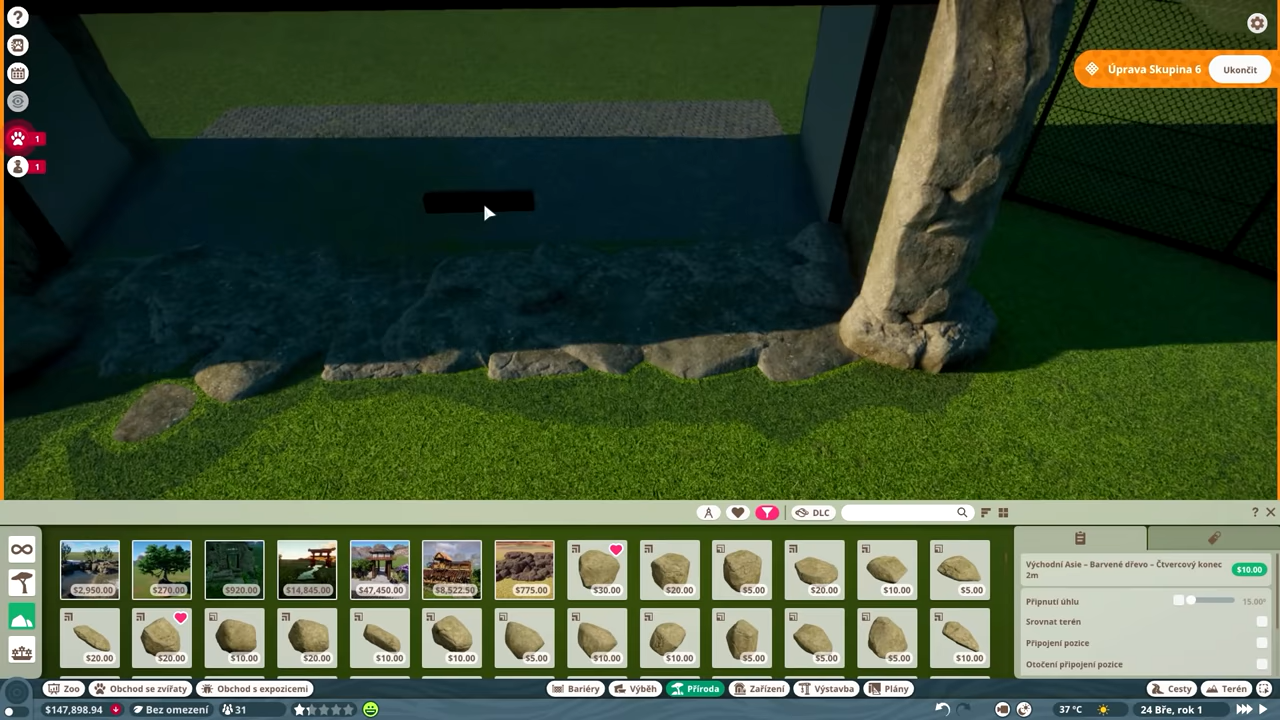 ?
Úprava Skupina 6
Ukončit
1
1
DLC
? ×
$2,950.00
$270.00
$920.00
$14,845.00
$47,450.00
$8,522.50
$775.00
$30.00
$20.00
$5.00
$20.00
$10.00
$5.00
$20.00
$20.00
$10.00
$20.00
$10.00
$10.00
$5.00
$10.00
$10.00
$5.00
$5.00
$5.00
$10.00
Východní Asie – Barvené dřevo – Čtvercový konec 2m
$10.00
Připnutí úhlu
15.00°
Srovnat terén
Připojení pozice
Otočení připojení pozice
Zoo
Obchod se zvířaty
Obchod s expozicemi
Bariéry
Výběh
Příroda
Zařízení
Výstavba
Plány
Cesty
Terén
$147,898.94
Bez omezení
31
37 °C
24 Bře, rok 1